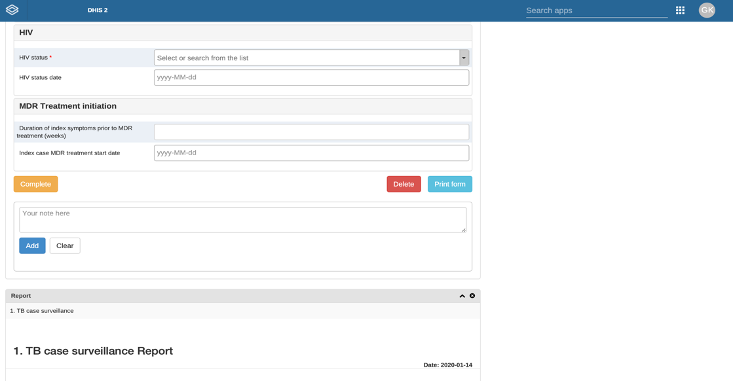 DHIS 2
Search apps
GK
HIV
HIV status *
Select or search from the list
HIV status date
yyyy-MM-dd
MDR Treatment initiation
Duration of index symptoms prior to MDR
treatment (weeks)
Index case MDR treatment start date
yyyy-MM-dd
Complete
Delete
Print form
Your note here
Add
Clear
Report
1. TB case surveillance
1. TB case surveillance Report
Date: 2020-01-14